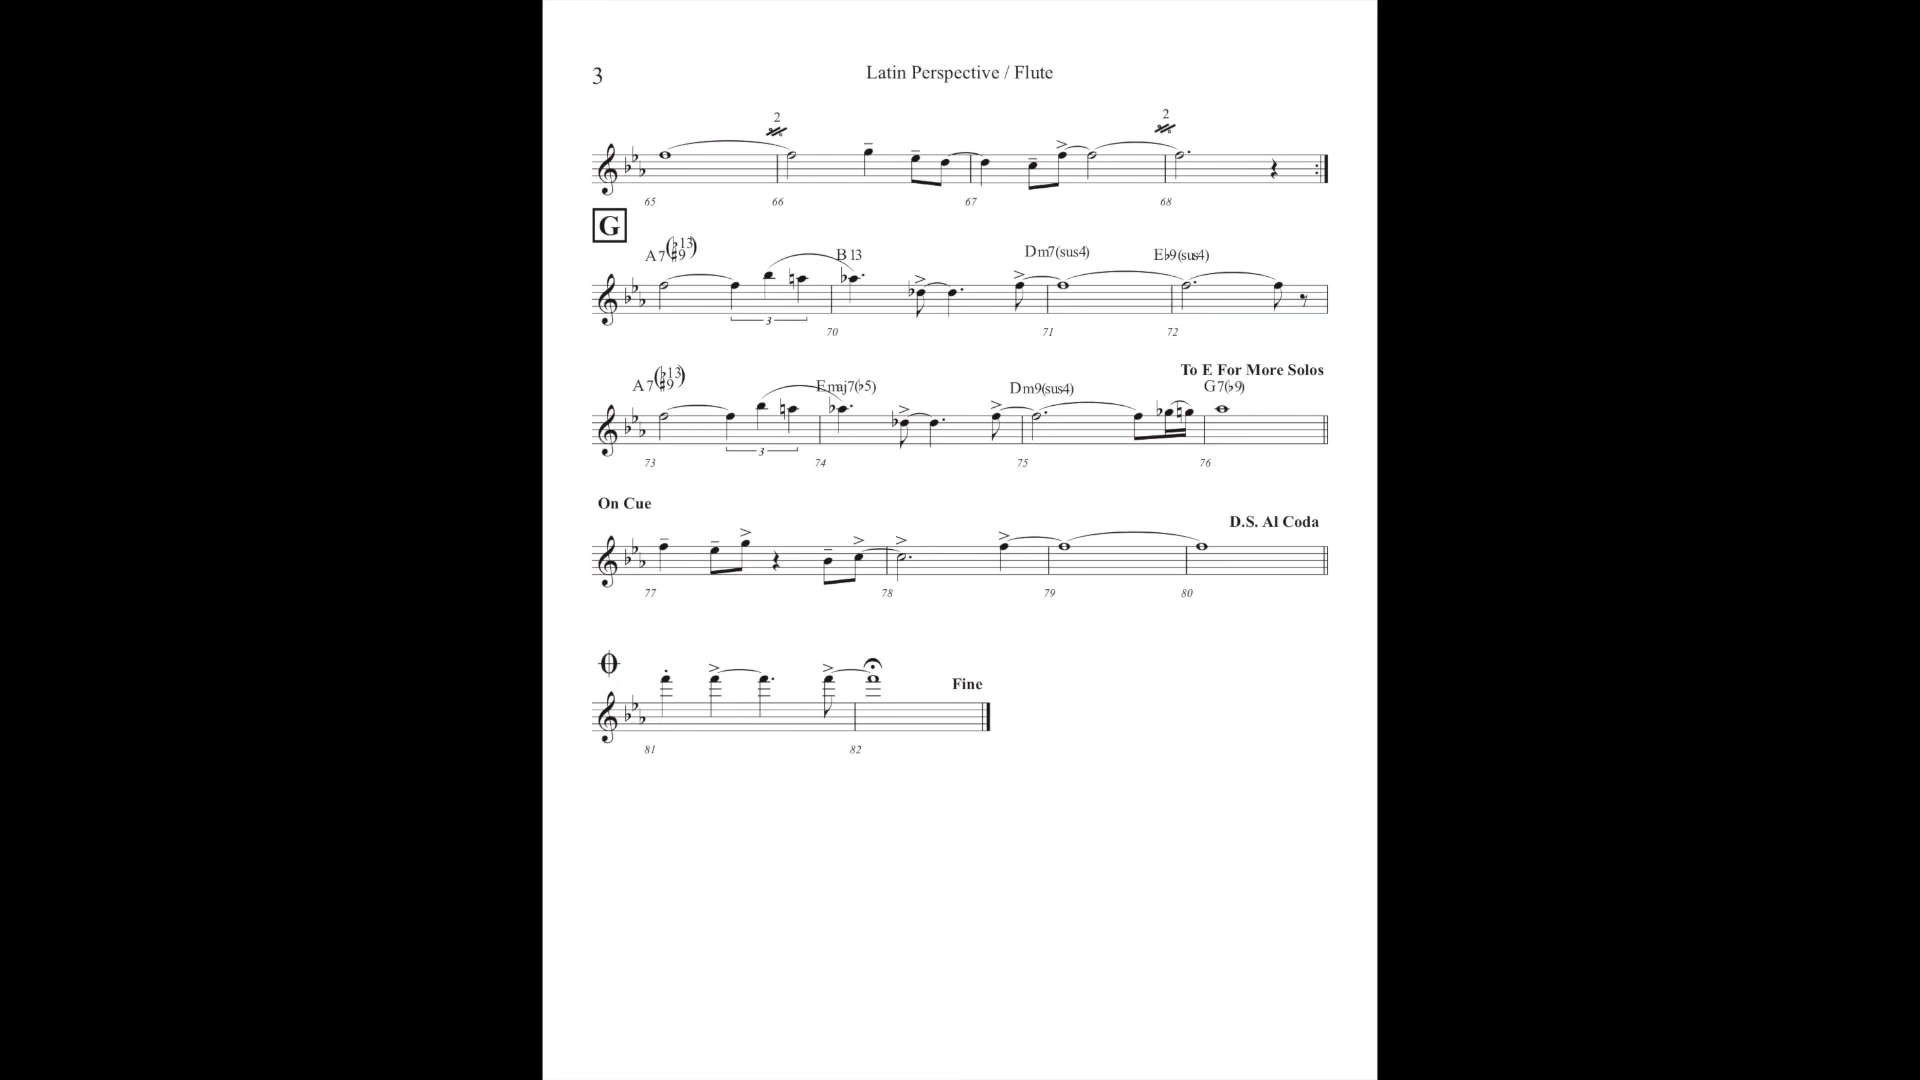 3
Latin Perspective / Flute
2 2
65 66 67 68
G
A7(♭13 ♯9) B13 Dm7(sus4) E♭9(sus4)
3
70 71 72
To E For More Solos
A7(♭13 ♯9) Emaj7(♭5) Dm9(sus4) G7(♭9)
3
73 74 75 76
On Cue
D.S. Al Coda
77 78 79 80
Fine
81 82